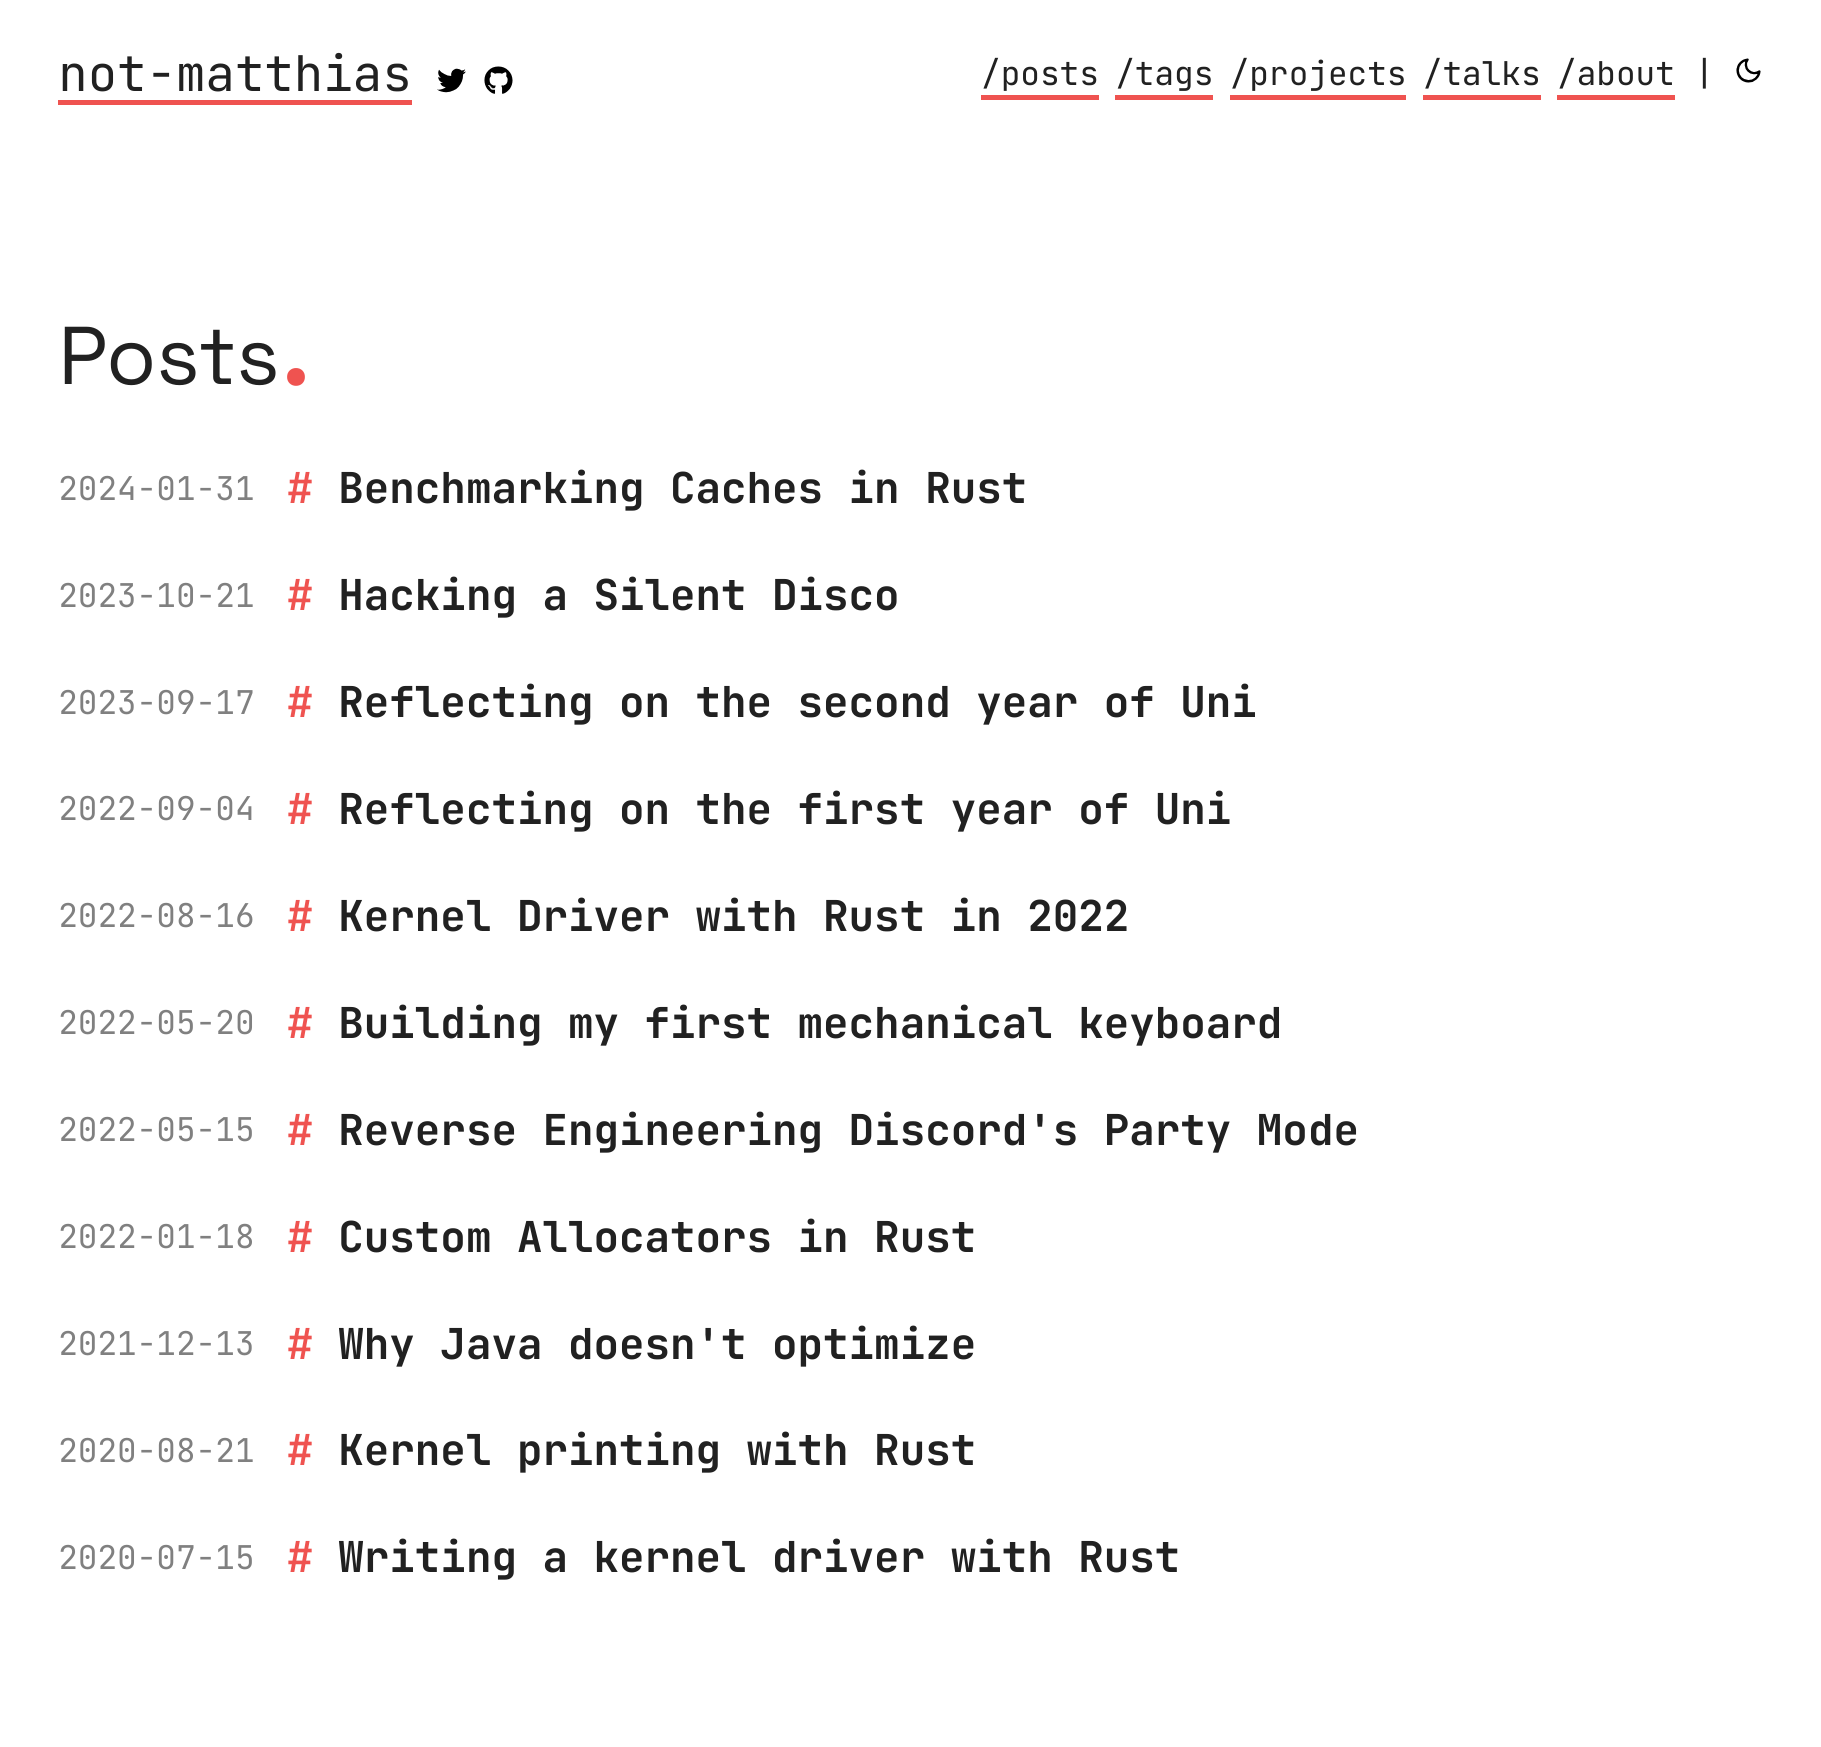 not-matthias /posts /tags /projects /talks /about |
Posts.
2024-01-31 # Benchmarking Caches in Rust
2023-10-21 # Hacking a Silent Disco
2023-09-17 # Reflecting on the second year of Uni
2022-09-04 # Reflecting on the first year of Uni
2022-08-16 # Kernel Driver with Rust in 2022
2022-05-20 # Building my first mechanical keyboard
2022-05-15 # Reverse Engineering Discord's Party Mode
2022-01-18 # Custom Allocators in Rust
2021-12-13 # Why Java doesn't optimize
2020-08-21 # Kernel printing with Rust
2020-07-15 # Writing a kernel driver with Rust